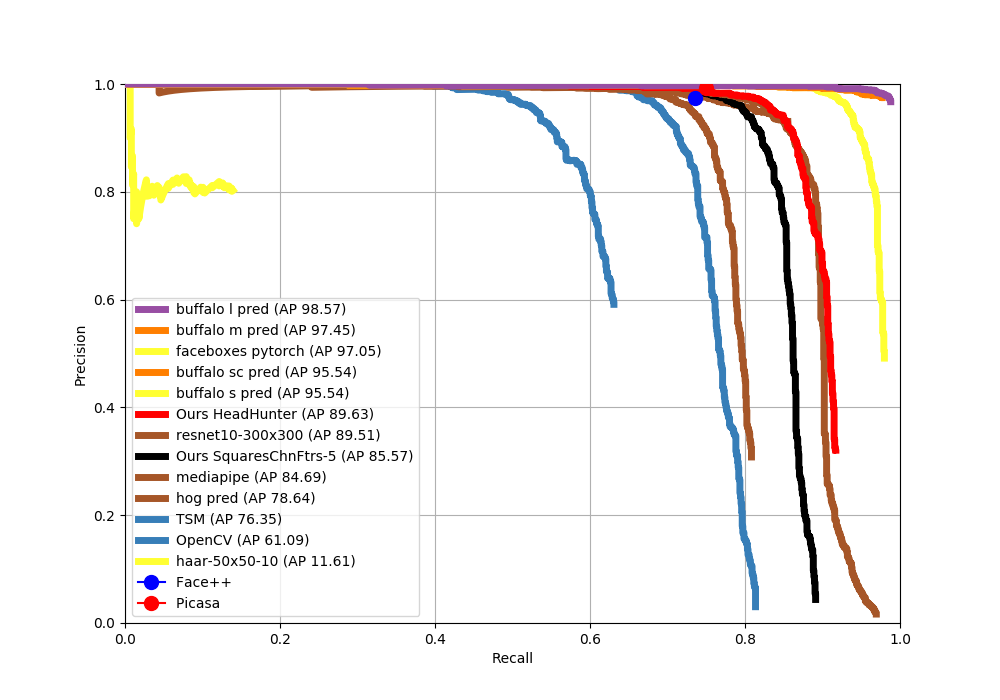 1.0
0.8
0.6
0.4
0.2
0.0
Precision
buffalo l pred (AP 98.57)
buffalo m pred (AP 97.45)
faceboxes pytorch (AP 97.05)
buffalo sc pred (AP 95.54)
buffalo s pred (AP 95.54)
Ours HeadHunter (AP 89.63)
resnet10-300x300 (AP 89.51)
Ours SquaresChnFtrs-5 (AP 85.57)
mediapipe (AP 84.69)
hog pred (AP 78.64)
TSM (AP 76.35)
OpenCV (AP 61.09)
haar-50x50-10 (AP 11.61)
Face++
Picasa
0.0 0.2 0.4 0.6 0.8 1.0
Recall